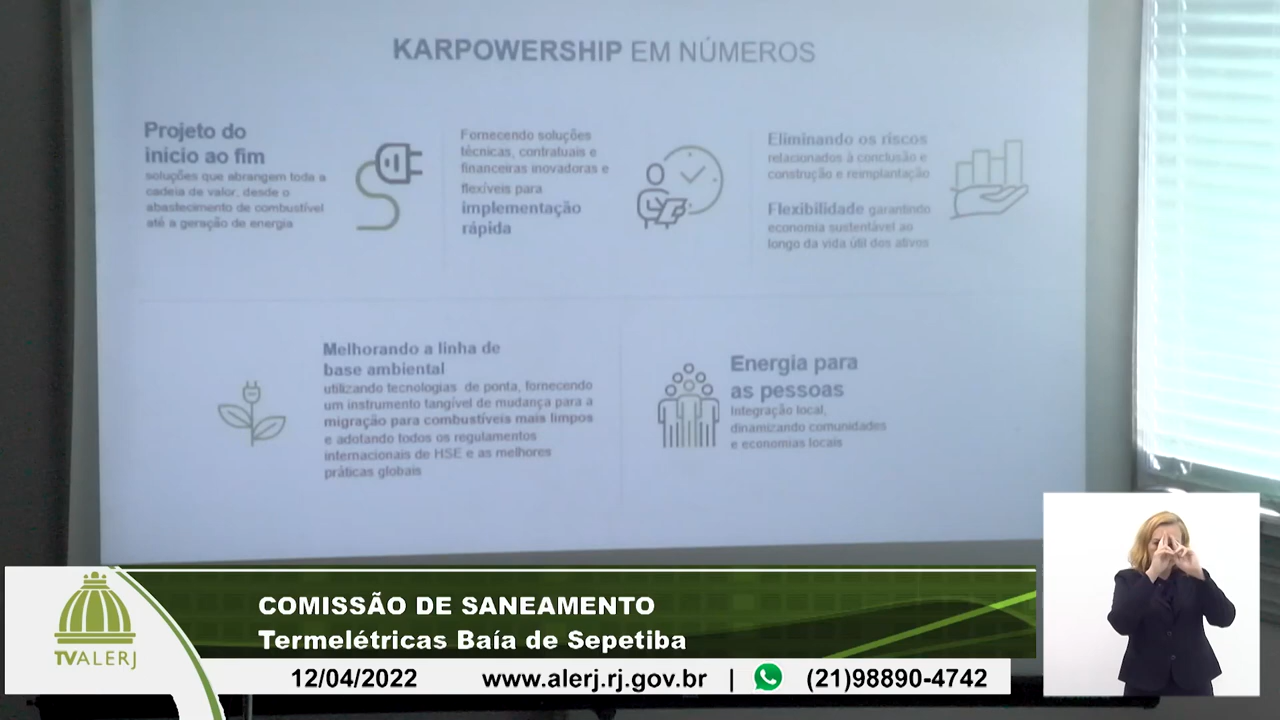 KARPOWERSHIP EM NÚMEROS
Projeto do
início ao fim
soluções que abrangem toda a
cadeia de valor, desde o
abastecimento de combustível
até a geração de energia
Fornecendo soluções
técnicas, contratuais e
financeiras inovadoras e
flexíveis para
implementação
rápida
Eliminando os riscos
relacionados à conclusão e
construção e reimplantação
Flexibilidade garantindo
economia sustentável ao
longo da vida útil dos ativos
Melhorando a linha de
base ambiental
utilizando tecnologias de ponta, fornecendo
um instrumento tangível de mudança para a
migração para combustíveis mais limpos
e adotando todos os regulamentos
internacionais de HSE e as melhores
práticas globais
Energia para
as pessoas
Integração local,
dinamizando comunidades
e economias locais
COMISSÃO DE SANEAMENTO
Termelétricas Baía de Sepetiba
TVALERJ
12/04/2022 www.alerj.rj.gov.br | (21)98890-4742